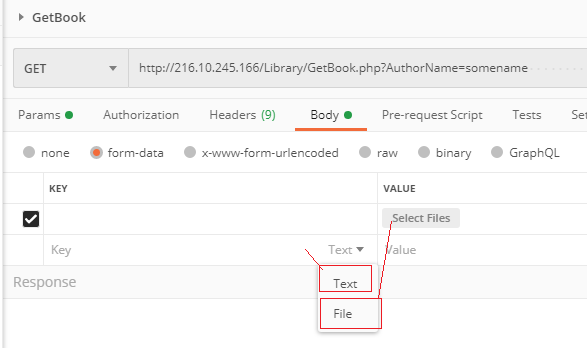 GetBook
GET http://216.10.245.166/Library/GetBook.php?AuthorName=somename
Params Authorization Headers (9) Body Pre-request Script Tests Set
none form-data x-www-form-urlencoded raw binary GraphQL
KEY VALUE
Select Files
Key Text Value
Response
Text
File